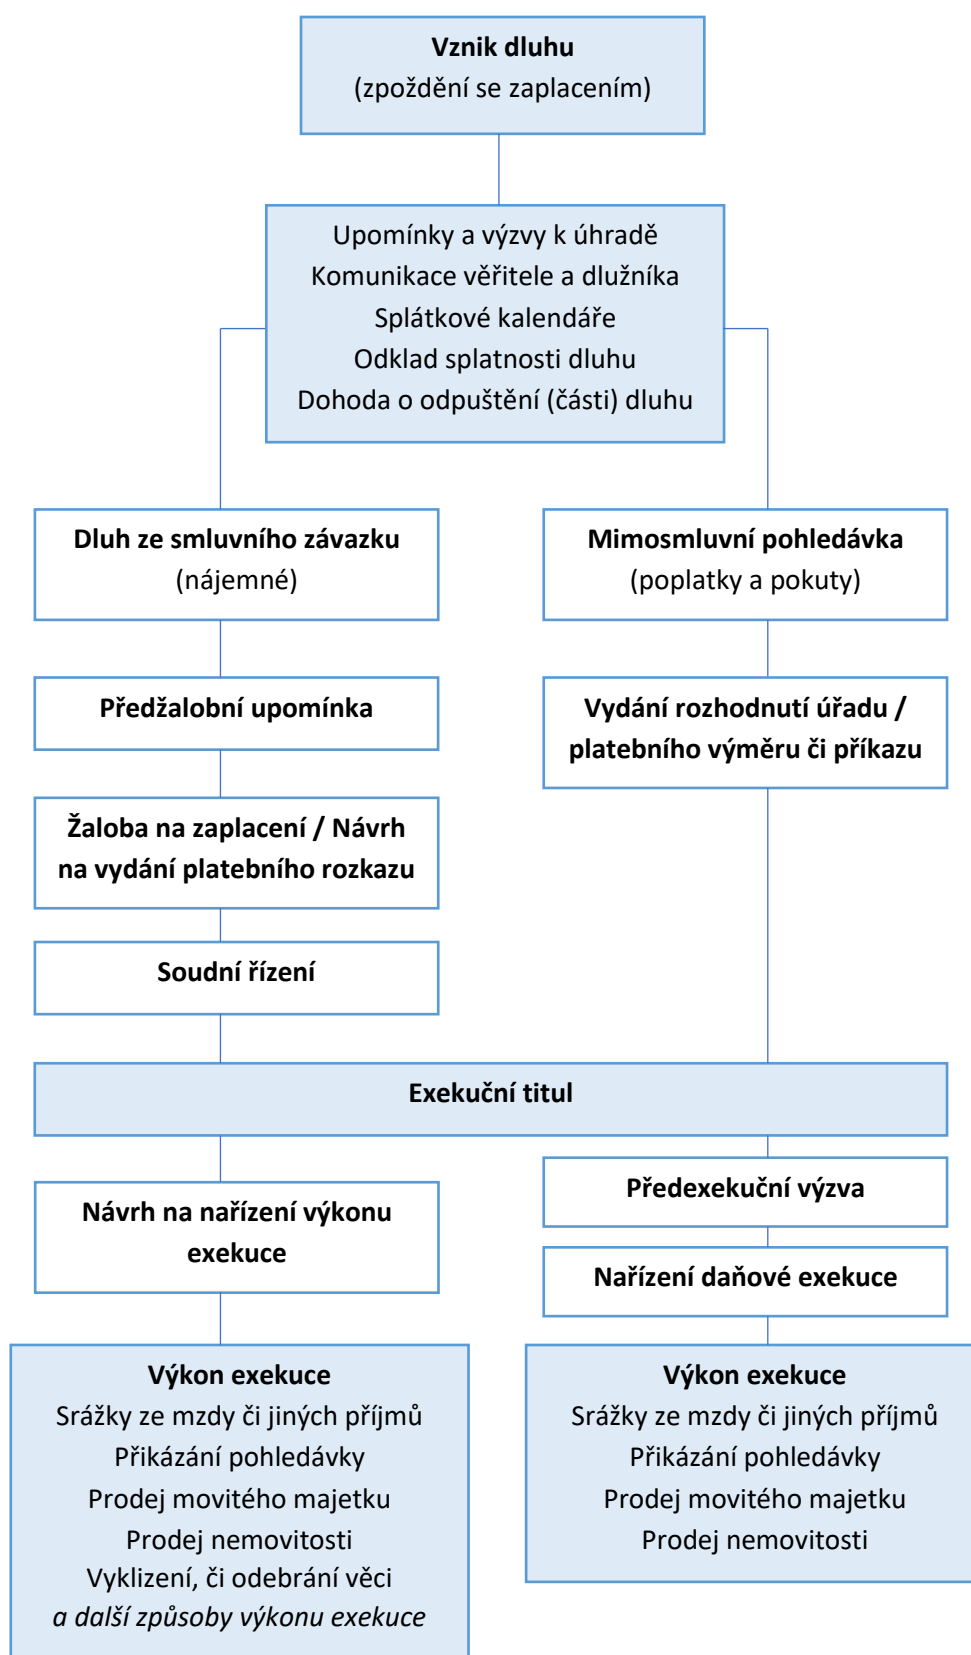 Vznik dluhu
(zpoždění se zaplacením)
Upomínky a výzvy k úhradě
Komunikace věřitele a dlužníka
Splátkové kalendáře
Odklad splatnosti dluhu
Dohoda o odpuštění (části) dluhu
Dluh ze smluvního závazku
(nájemné)
Mimosmluvní pohledávka
(poplatky a pokuty)
Předžalobní upomínka
Vydání rozhodnutí úřadu /
platebního výměru či příkazu
Žaloba na zaplacení / Návrh
na vydání platebního rozkazu
Soudní řízení
Exekuční titul
Návrh na nařízení výkonu
exekuce
Předexekuční výzva
Nařízení daňové exekuce
Výkon exekuce
Srážky ze mzdy či jiných příjmů
Přikázání pohledávky
Prodej movitého majetku
Prodej nemovitosti
Vyklizení, či odebrání věci
a další způsoby výkonu exekuce
Výkon exekuce
Srážky ze mzdy či jiných příjmů
Přikázání pohledávky
Prodej movitého majetku
Prodej nemovitosti